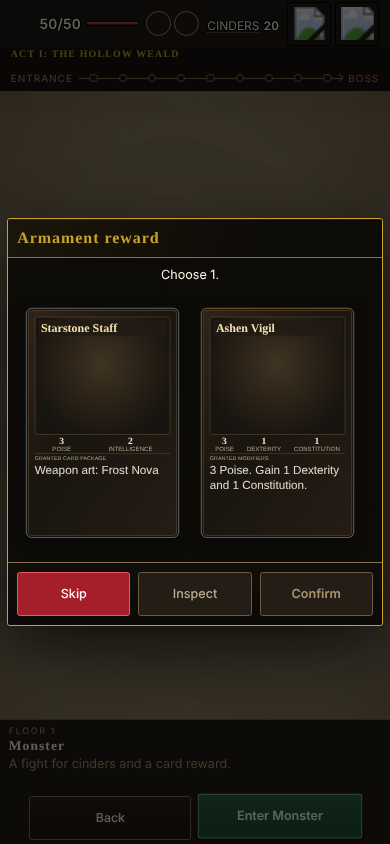 50/50
CINDERS 20
ACT I: THE HOLLOW WEALD
ENTRANCE
BOSS
Armament reward
Choose 1.
Starstone Staff
3 2
POISE INTELLIGENCE
GRANTED CARD PACKAGE
Weapon art: Frost Nova
Ashen Vigil
3 1 1
POISE DEXTERITY CONSTITUTION
GRANTED MODIFIERS
3 Poise. Gain 1 Dexterity
and 1 Constitution.
Skip
Inspect
Confirm
FLOOR 1
Monster
A fight for cinders and a card reward.
Back
Enter Monster